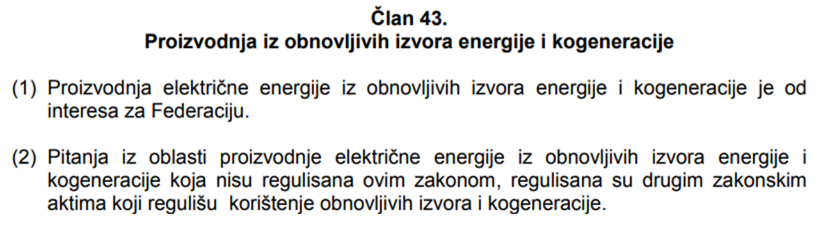 Član 43.
Proizvodnja iz obnovljivih izvora energije i kogeneracije
(1) Proizvodnja električne energije iz obnovljivih izvora energije i kogeneracije je od
interesa za Federaciju.
(2) Pitanja iz oblasti proizvodnje električne energije iz obnovljivih izvora energije i
kogeneracije koja nisu regulisana ovim zakonom, regulisana su drugim zakonskim
aktima koji regulišu  korištenje obnovljivih izvora i kogeneracije.